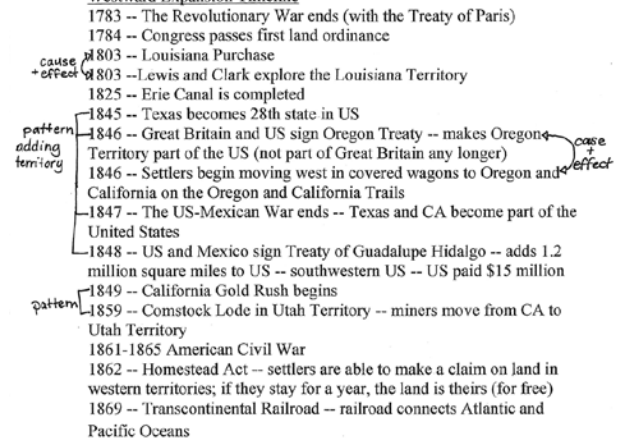 Westward Expansion Timeline
1783 -- The Revolutionary War ends (with the Treaty of Paris)
1784 -- Congress passes first land ordinance
1803 -- Louisiana Purchase
cause
+ effect
1803 --Lewis and Clark explore the Louisiana Territory
1825 -- Erie Canal is completed
1845 -- Texas becomes 28th state in US
pattern
adding
territory
1846 -- Great Britain and US sign Oregon Treaty -- makes Oregon
Territory part of the US (not part of Great Britain any longer)
case
+
effect
1846 -- Settlers begin moving west in covered wagons to Oregon and
California on the Oregon and California Trails
1847 -- The US-Mexican War ends -- Texas and CA become part of the
United States
1848 -- US and Mexico sign Treaty of Guadalupe Hidalgo -- adds 1.2
million square miles to US -- southwestern US -- US paid $15 million
pattern
1849 -- California Gold Rush begins
1859 -- Comstock Lode in Utah Territory -- miners move from CA to
Utah Territory
1861-1865 American Civil War
1862 -- Homestead Act -- settlers are able to make a claim on land in
western territories; if they stay for a year, the land is theirs (for free)
1869 -- Transcontinental Railroad -- railroad connects Atlantic and
Pacific Oceans